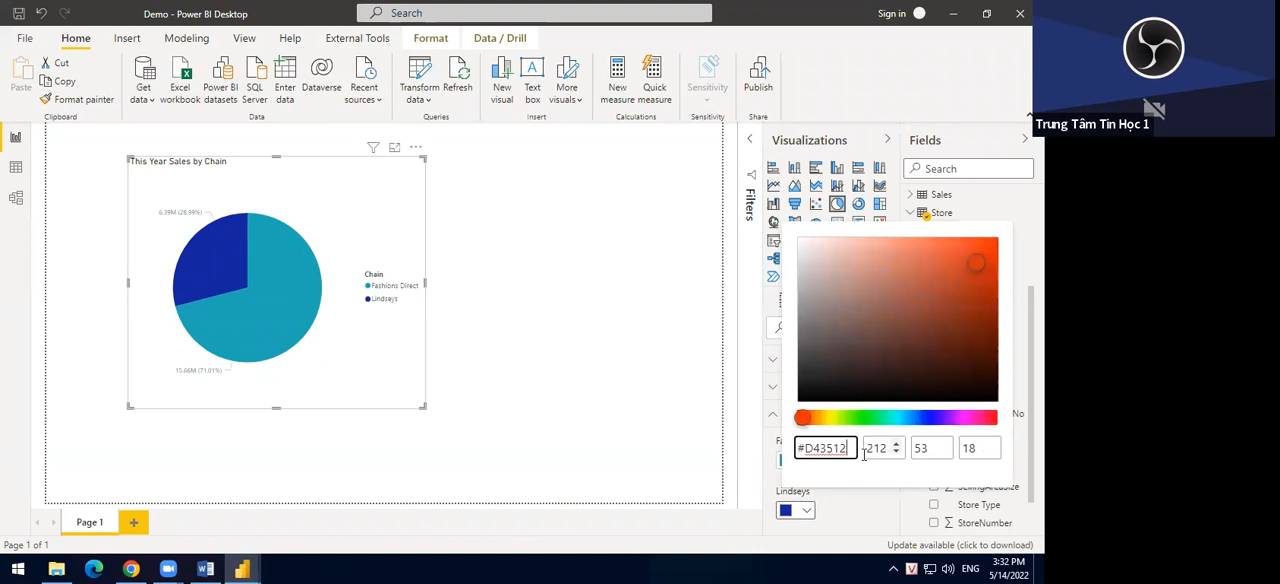 Demo - Power BI Desktop
Search
Sign in
File
Home
Insert
Modeling
View
Help
External Tools
Format
Data / Drill
Paste
Cut
Copy
Format painter
Clipboard
Get data
Excel workbook
Power BI datasets
SQL Server
Enter data
Dataverse
Recent sources
Data
Transform data
Refresh
Queries
New visual
Text box
More visuals
Insert
New measure
Quick measure
Calculations
Sensitivity
Sensitivity
Publish
Share
Trung Tâm Tin Học 1
This Year Sales by Chain
6.39M (28.99%)
15.66M (71.01%)
Chain
Fashions Direct
Lindseys
Filters
Visualizations
Fields
Search
Sales
Store
No
#D43512
212
53
18
Fa
Lindseys
SellingAreaSize
Store Type
StoreNumber
Page 1
Page 1 of 1
Update available (click to download)
ENG
3:32 PM
5/14/2022